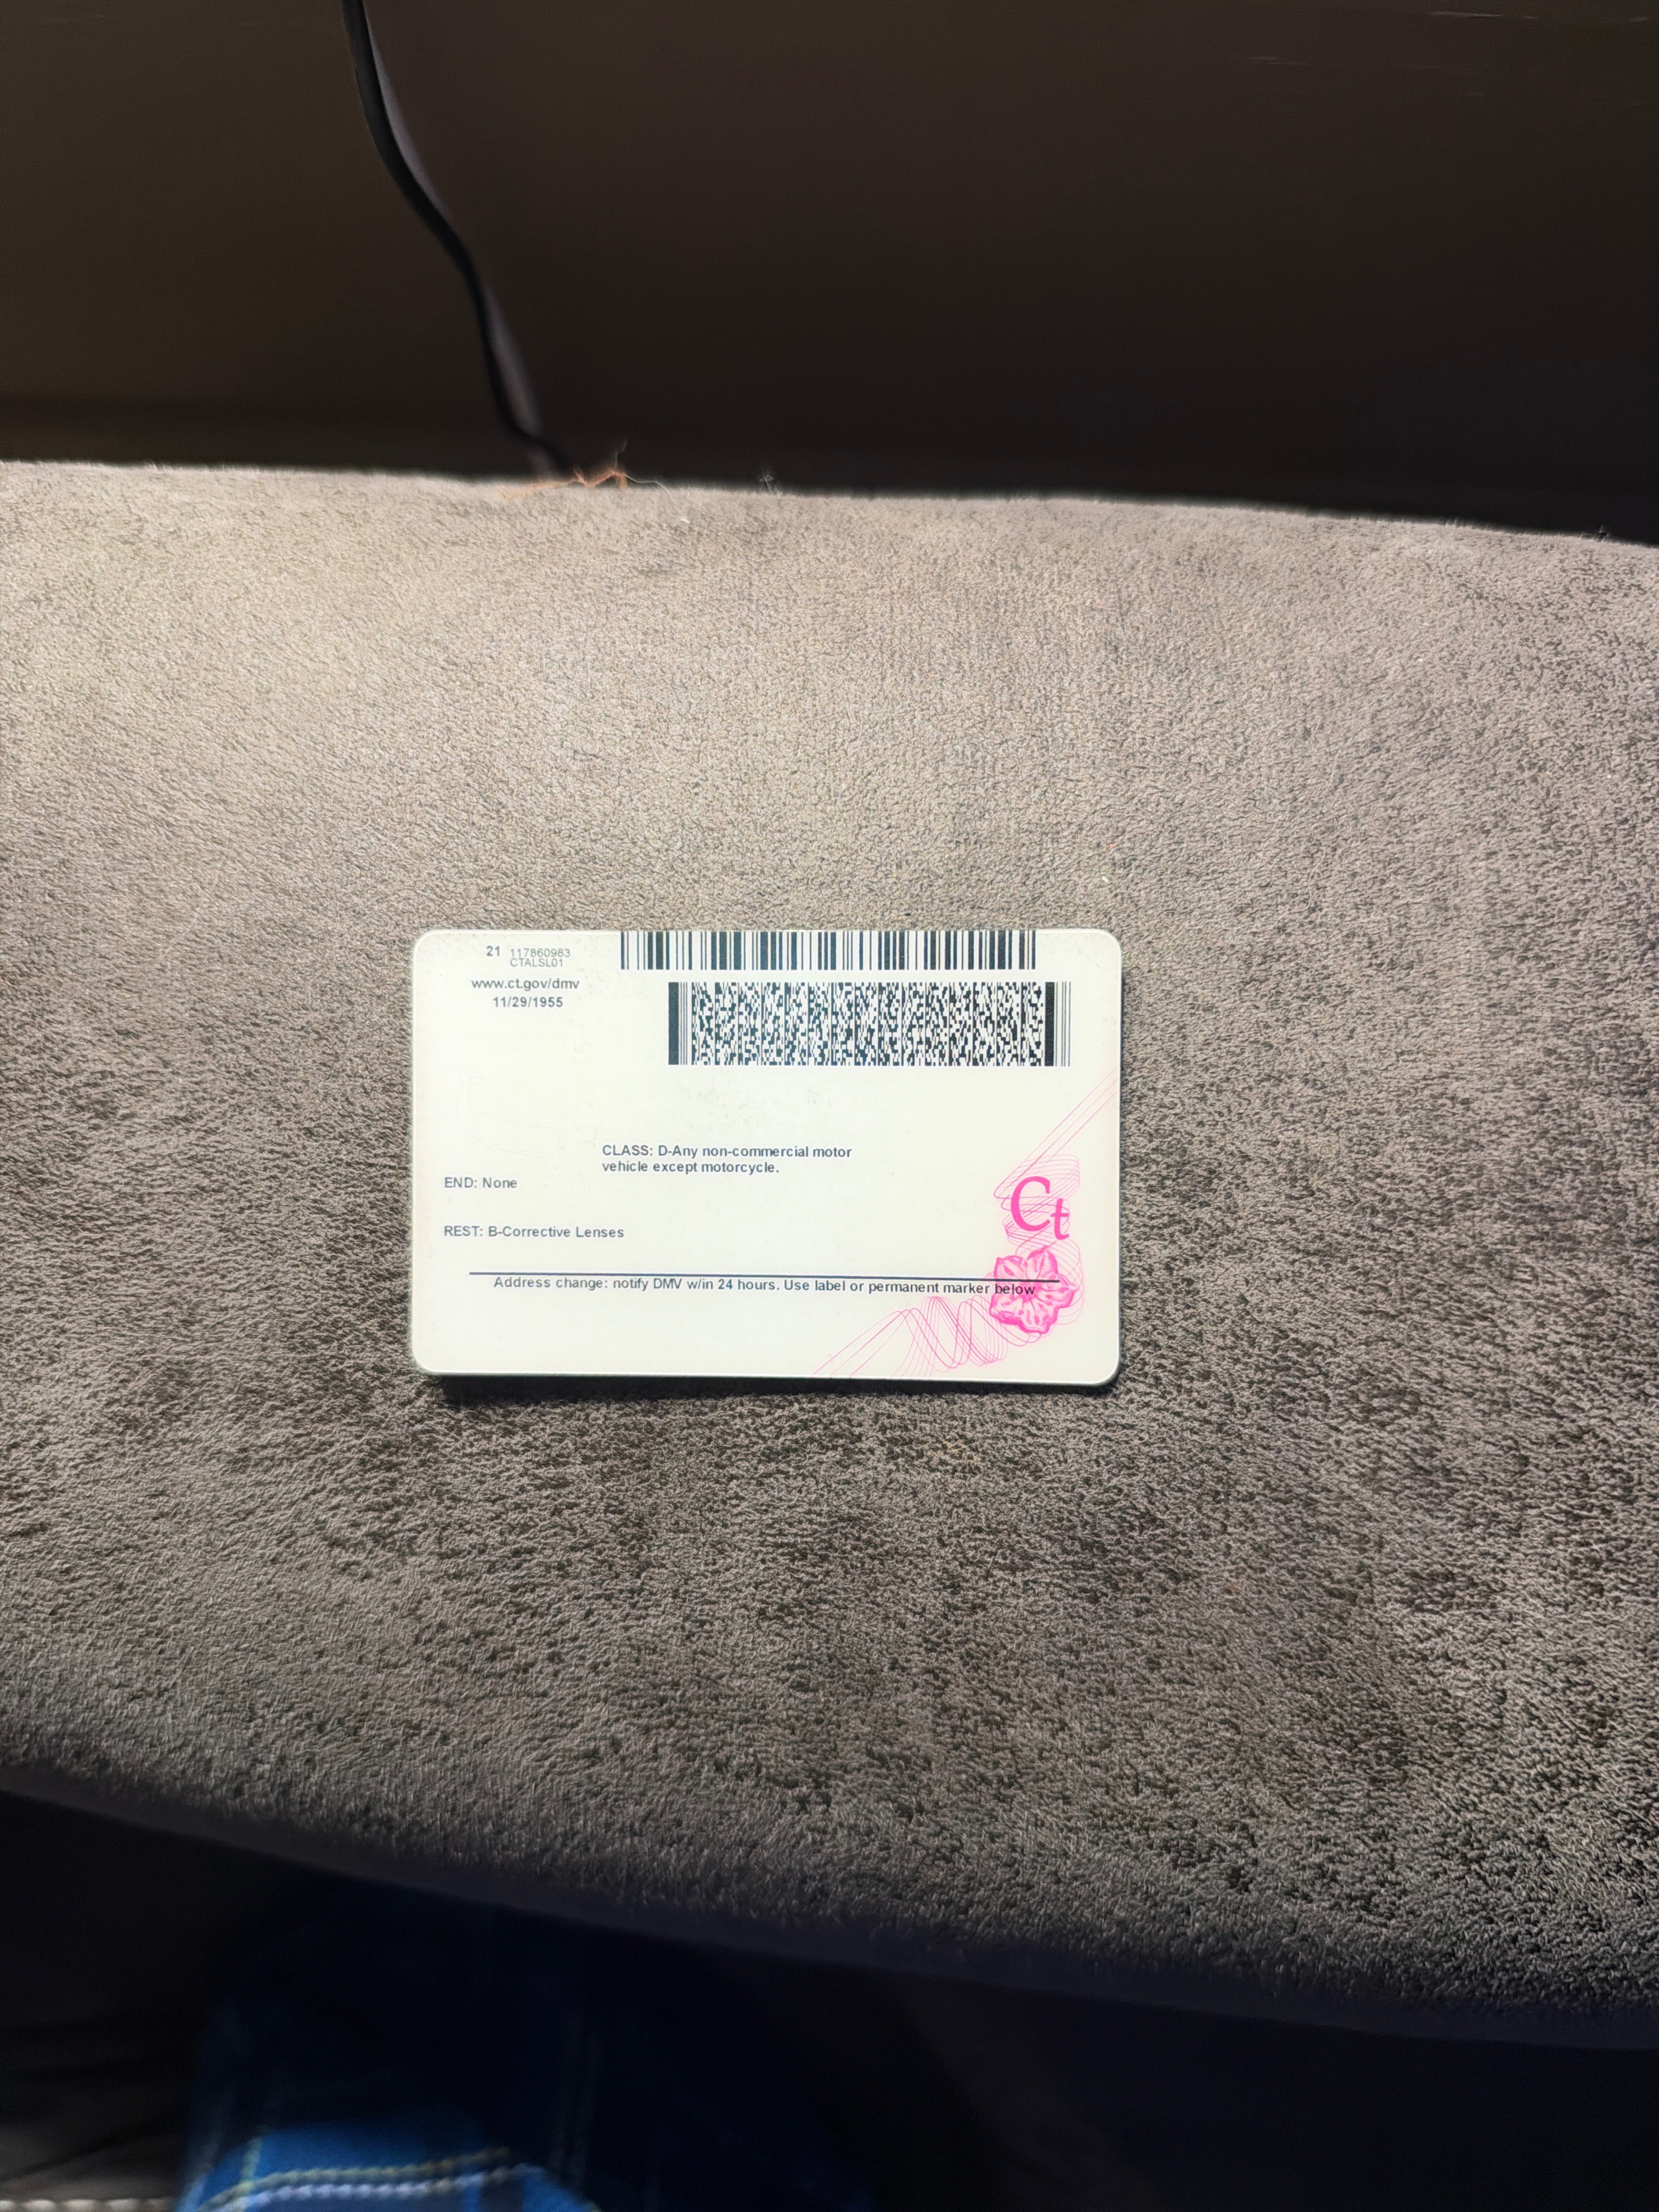 21 117860983
CTALSL01
www.ct.gov/dmv
11/29/1955
CLASS: D-Any non-commercial motor
vehicle except motorcycle.
END: None
REST: B-Corrective Lenses
Address change: notify DMV w/in 24 hours. Use label or permanent marker below
Ct